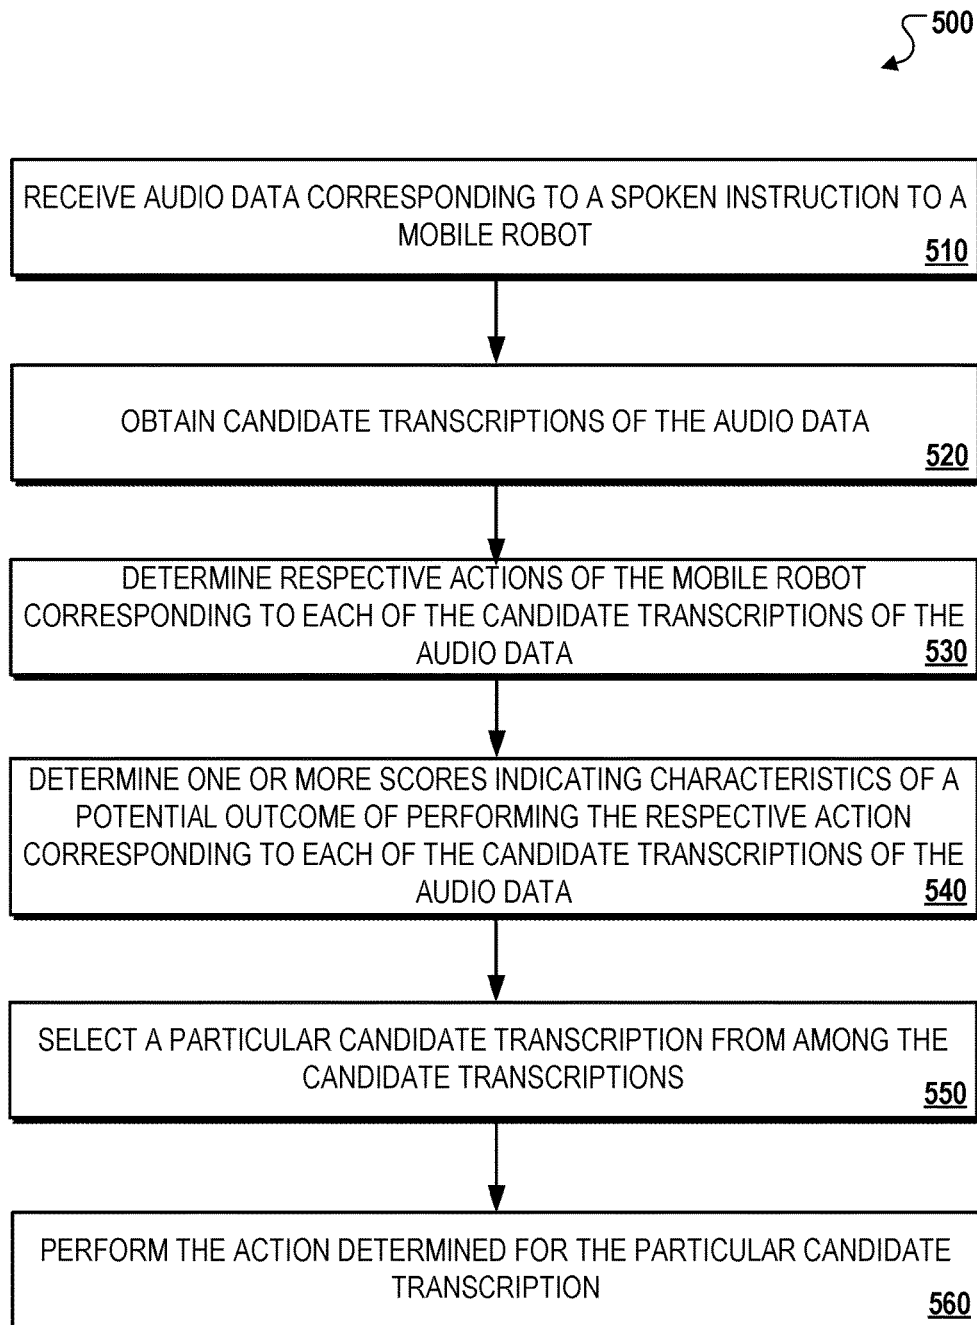 500
RECEIVE AUDIO DATA CORRESPONDING TO A SPOKEN INSTRUCTION TO A
MOBILE ROBOT
510
OBTAIN CANDIDATE TRANSCRIPTIONS OF THE AUDIO DATA
520
DETERMINE RESPECTIVE ACTIONS OF THE MOBILE ROBOT
CORRESPONDING TO EACH OF THE CANDIDATE TRANSCRIPTIONS OF THE
AUDIO DATA
530
DETERMINE ONE OR MORE SCORES INDICATING CHARACTERISTICS OF A
POTENTIAL OUTCOME OF PERFORMING THE RESPECTIVE ACTION
CORRESPONDING TO EACH OF THE CANDIDATE TRANSCRIPTIONS OF THE
AUDIO DATA
540
SELECT A PARTICULAR CANDIDATE TRANSCRIPTION FROM AMONG THE
CANDIDATE TRANSCRIPTIONS
550
PERFORM THE ACTION DETERMINED FOR THE PARTICULAR CANDIDATE
TRANSCRIPTION
560